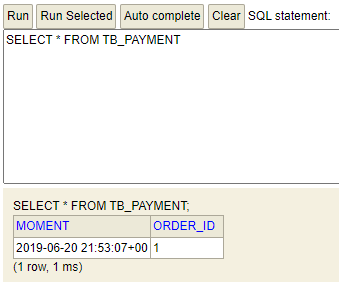 Run Run Selected Auto complete Clear SQL statement:
SELECT * FROM TB_PAYMENT
SELECT * FROM TB_PAYMENT;
MOMENT ORDER_ID
2019-06-20 21:53:07+00 1
(1 row, 1 ms)